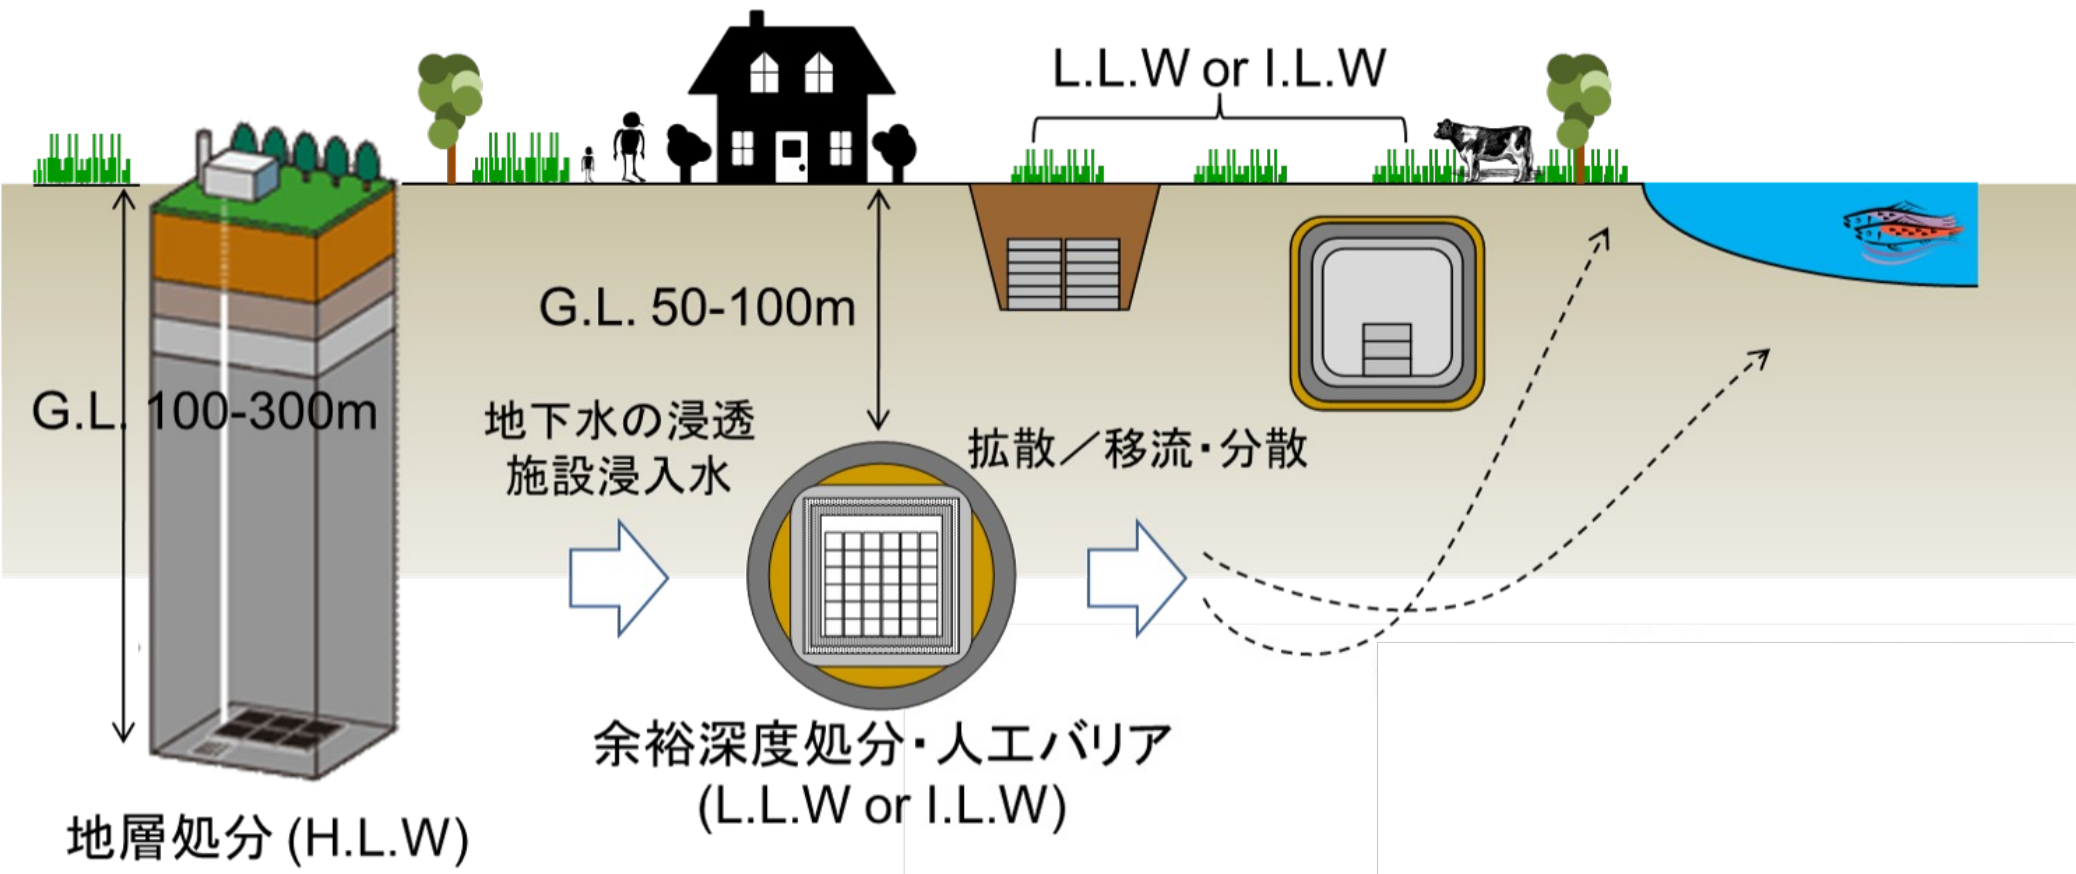 L.L.W or I.L.W
G.L. 50-100m
G.L. 100-300m
地下水の浸透
施設浸入水
拡散／移流・分散
余裕深度処分・人工バリア
(L.L.W or I.L.W)
地層処分 (H.L.W)